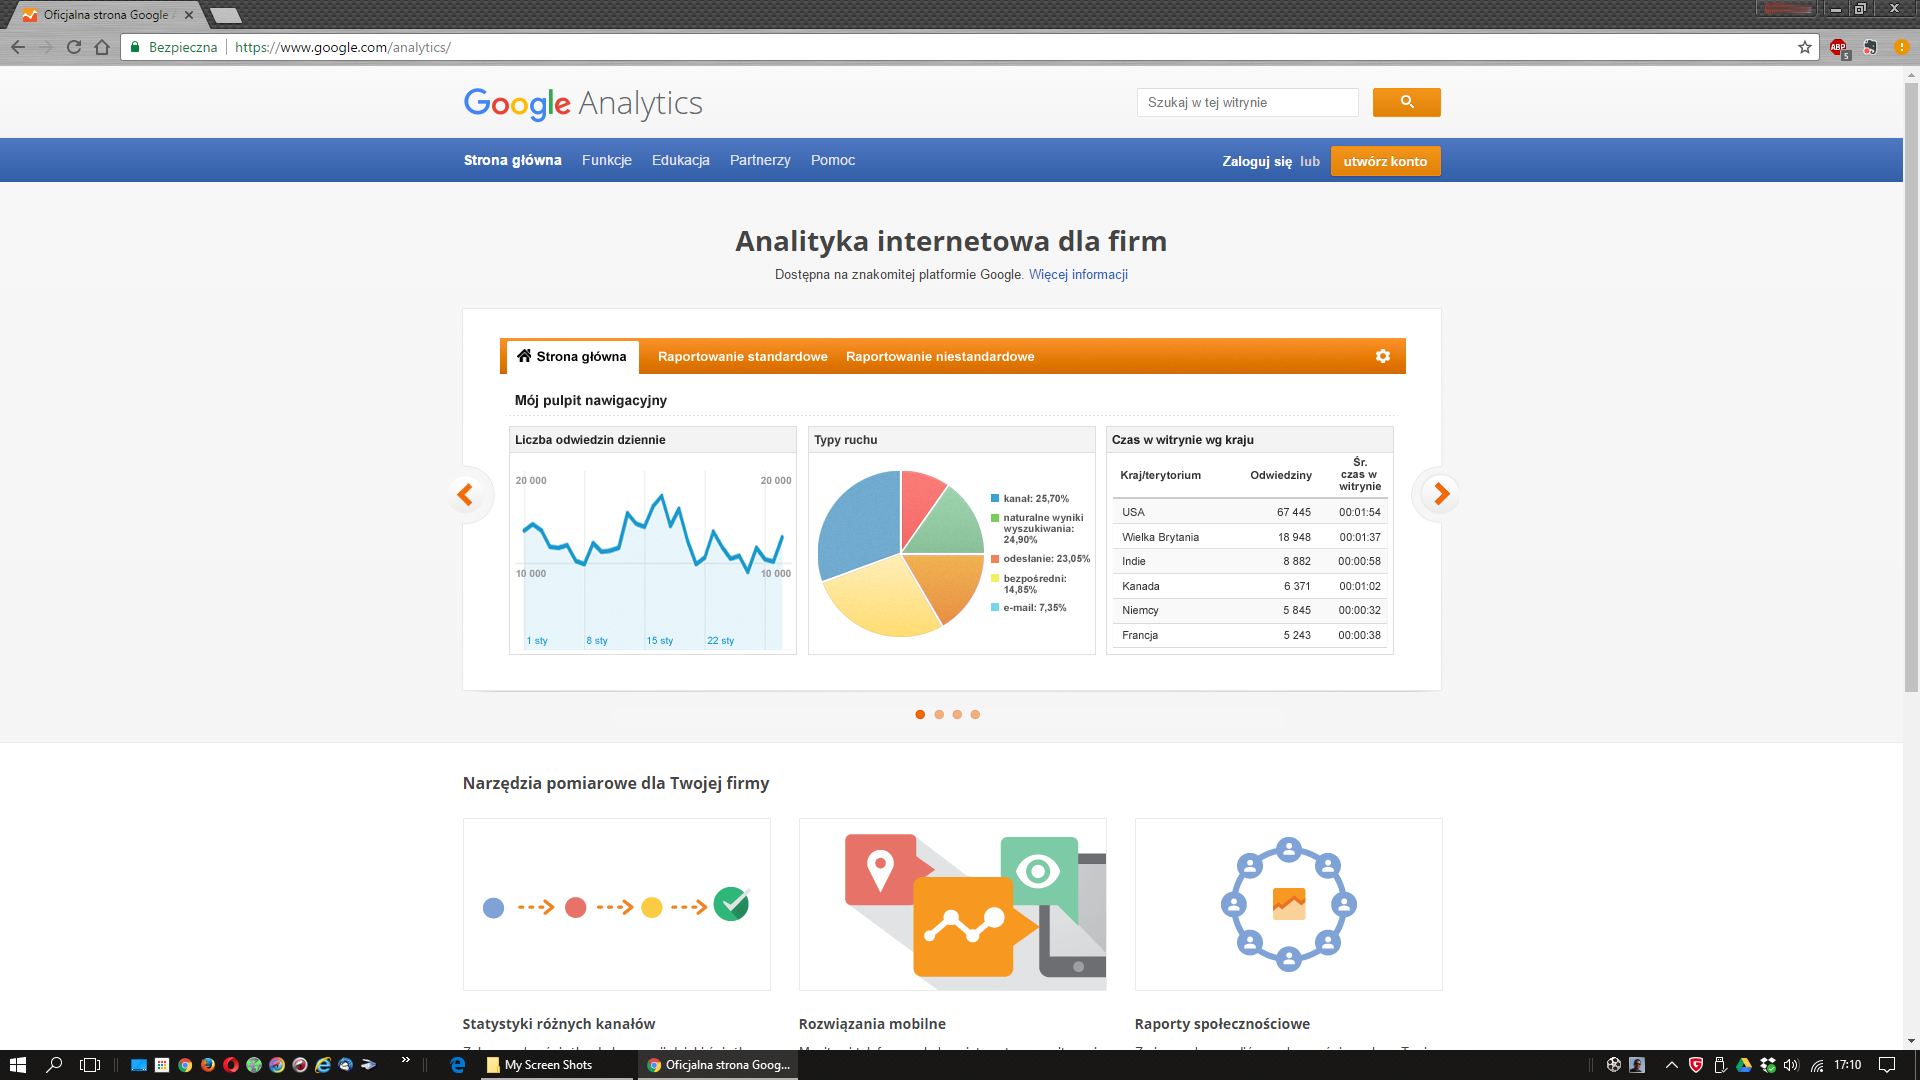 Oficjalna strona Google
Bezpieczna
https://www.google.com/analytics/
ABP
5
Google Analytics
Szukaj w tej witrynie
Strona główna
Funkcje
Edukacja
Partnerzy
Pomoc
Zaloguj się lub
utwórz konto
Analityka internetowa dla firm
Dostępna na znakomitej platformie Google. Więcej informacji
Strona główna
Raportowanie standardowe
Raportowanie niestandardowe
Mój pulpit nawigacyjny
Liczba odwiedzin dziennie
20 000
20 000
10 000
10 000
1 sty
8 sty
15 sty
22 sty
Typy ruchu
kanał: 25,70%
naturalne wyniki
wyszukiwania:
24,90%
odesłanie: 23,05%
bezpośredni:
14,85%
e-mail: 7,35%
Czas w witrynie wg kraju
Kraj/terytorium
Odwiedziny
Śr.
czas w
witrynie
USA 67 445 00:01:54
Wielka Brytania 18 948 00:01:37
Indie 8 882 00:00:58
Kanada 6 371 00:01:02
Niemcy 5 845 00:00:32
Francja 5 243 00:00:38
Narzędzia pomiarowe dla Twojej firmy
Statystyki różnych kanałów
Rozwiązania mobilne
Raporty społecznościowe
My Screen Shots
Oficjalna strona Goog...
17:10